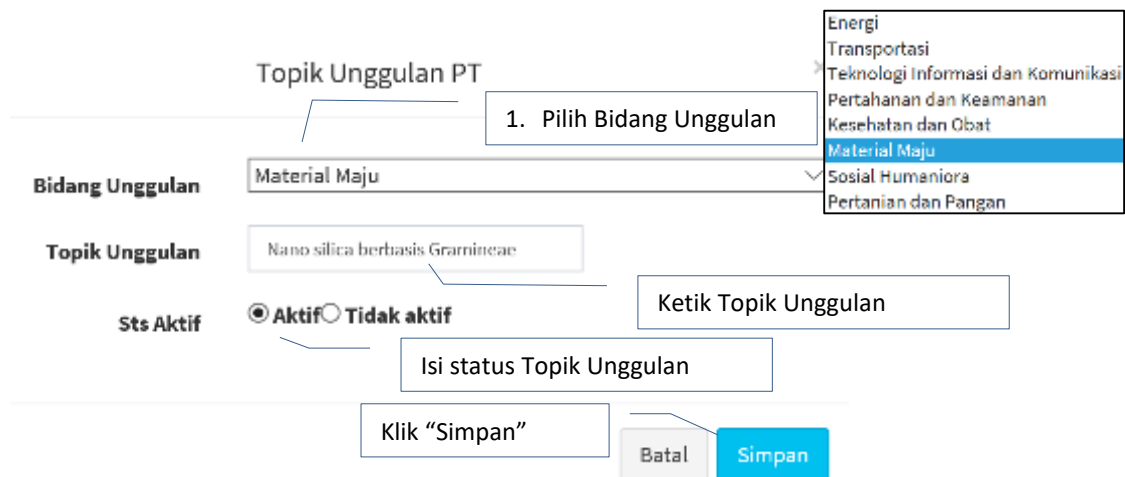 Energi
Transportasi
Teknologi Informasi dan Komunikasi
Pertahanan dan Keamanan
Kesehatan dan Obat
Material Maju
Sosial Humaniora
Pertanian dan Pangan
Topik Unggulan PT
1. Pilih Bidang Unggulan
Bidang Unggulan
Material Maju
Topik Unggulan
Nano silica berbasis Gramineae
Ketik Topik Unggulan
Sts Aktif
Aktif Tidak aktif
Isi status Topik Unggulan
Klik “Simpan”
Batal
Simpan